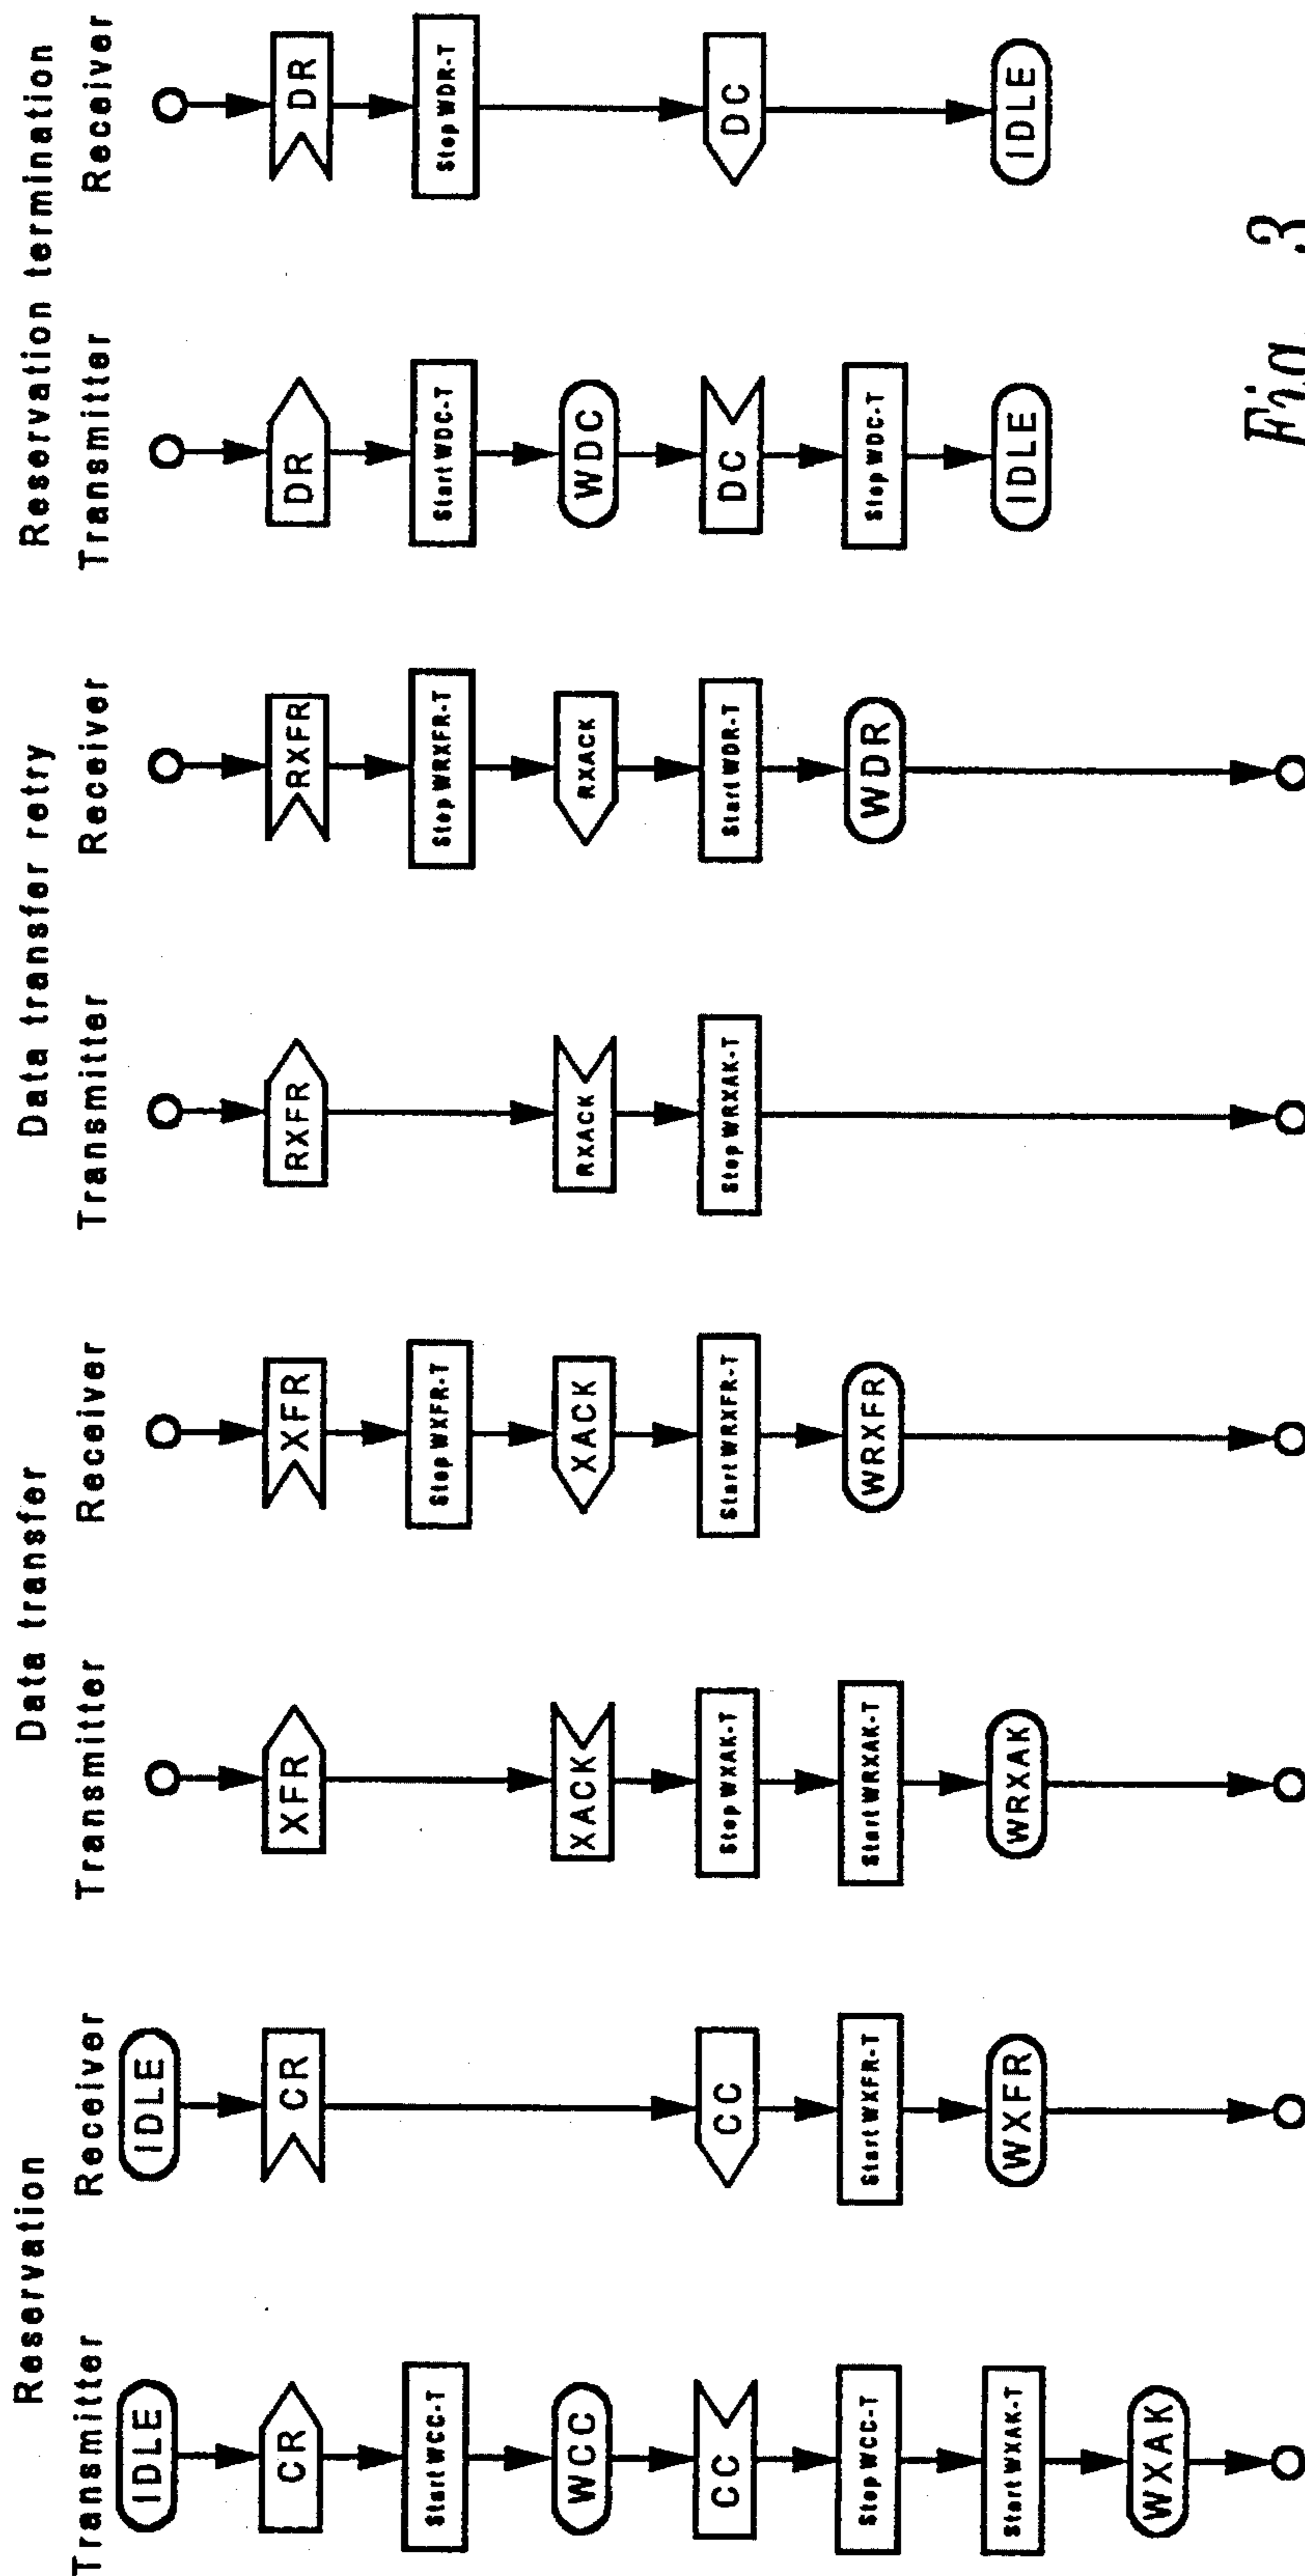 Reservation
Transmitter
IDLE
CR
Start WCC-T
WCC
CC
Stop WCC-T
Start WXAK-T
WXAK
Receiver
IDLE
CR
CC
Start WXFR-T
WXFR
Data transfer
Transmitter
XFR
XACK
Stop WXAK-T
Start WRXAK-T
WRXAK
Receiver
XFR
Stop WXFR-T
XACK
Start WRXFR-T
WRXFR
Data transfer retry
Transmitter
RXFR
RXACK
Stop WRXAK-T
Receiver
RXFR
Stop WRXFR-T
RXACK
Start WDR-T
WDR
Reservation termination
Transmitter
DR
Start WDC-T
WDC
DC
Stop WDC-T
IDLE
Receiver
DR
Stop WDR-T
DC
IDLE
Fig. 3